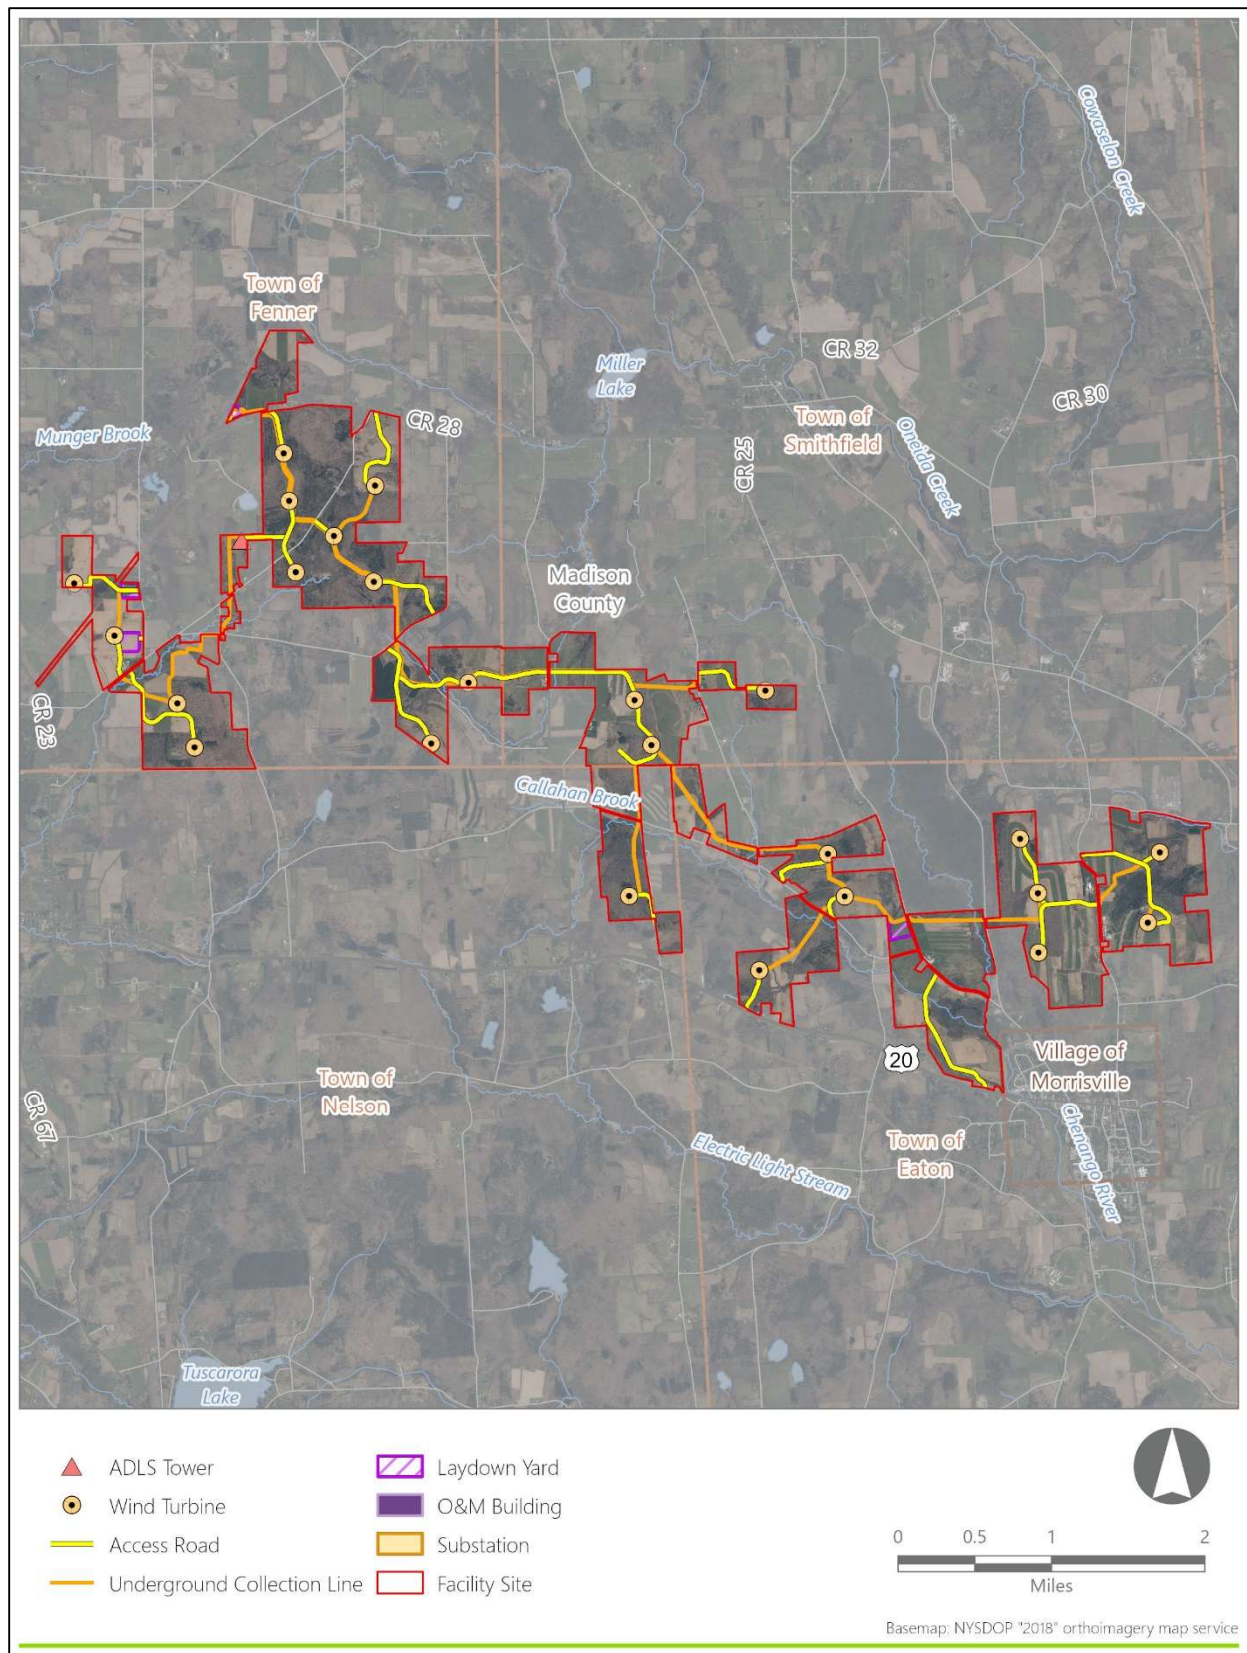 Cowaselon Creek
Town of
Fenner
Miller
Lake
CR 32
CR 30
Munger Brook
CR 28
Town of
Smithfield
Oneida Creek
CR 25
Madison
County
CR 23
Callahan Brook
20
Village of
Morrisville
Town of
Nelson
CR 67
Town of
Eaton
Electric Light Stream
Chenango River
Tuscarora
Lake
ADLS Tower
Wind Turbine
Access Road
Underground Collection Line
Laydown Yard
O&M Building
Substation
Facility Site
0 0.5 1 2
Miles
Basemap: NYSDOP "2018" orthoimagery map service